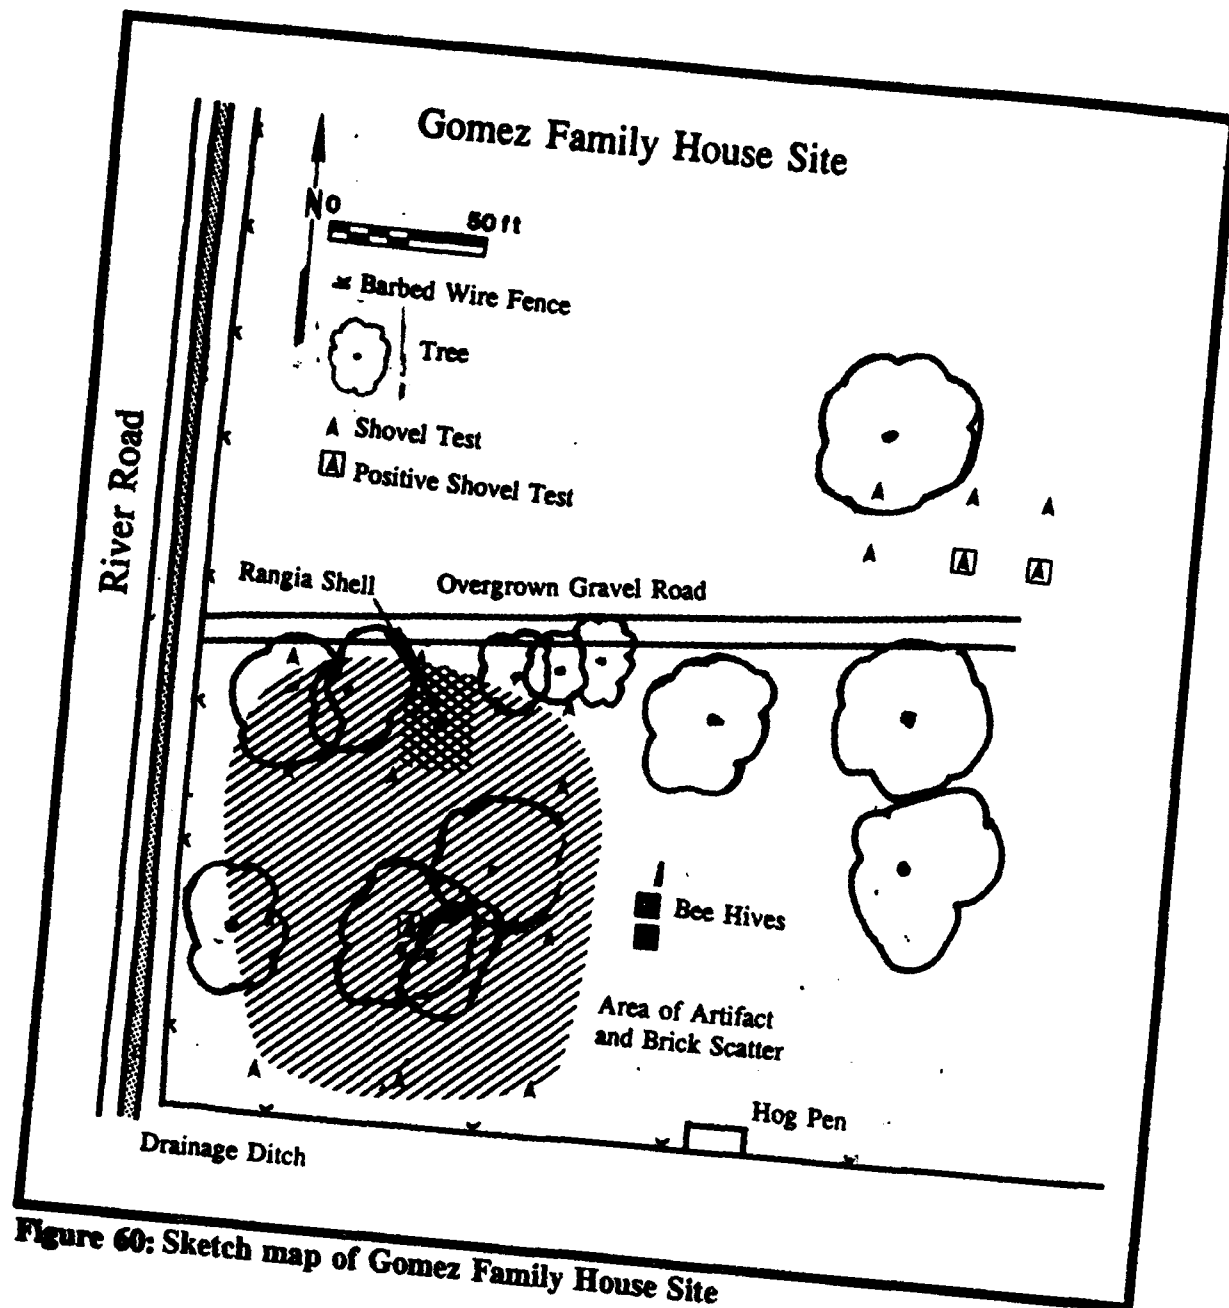 Gomez Family House Site
N
0 50 ft
Barbed Wire Fence
Tree
Shovel Test
Positive Shovel Test
River Road
Rangia Shell
Overgrown Gravel Road
Bee Hives
Area of Artifact
and Brick Scatter
Hog Pen
Drainage Ditch
Figure 60: Sketch map of Gomez Family House Site